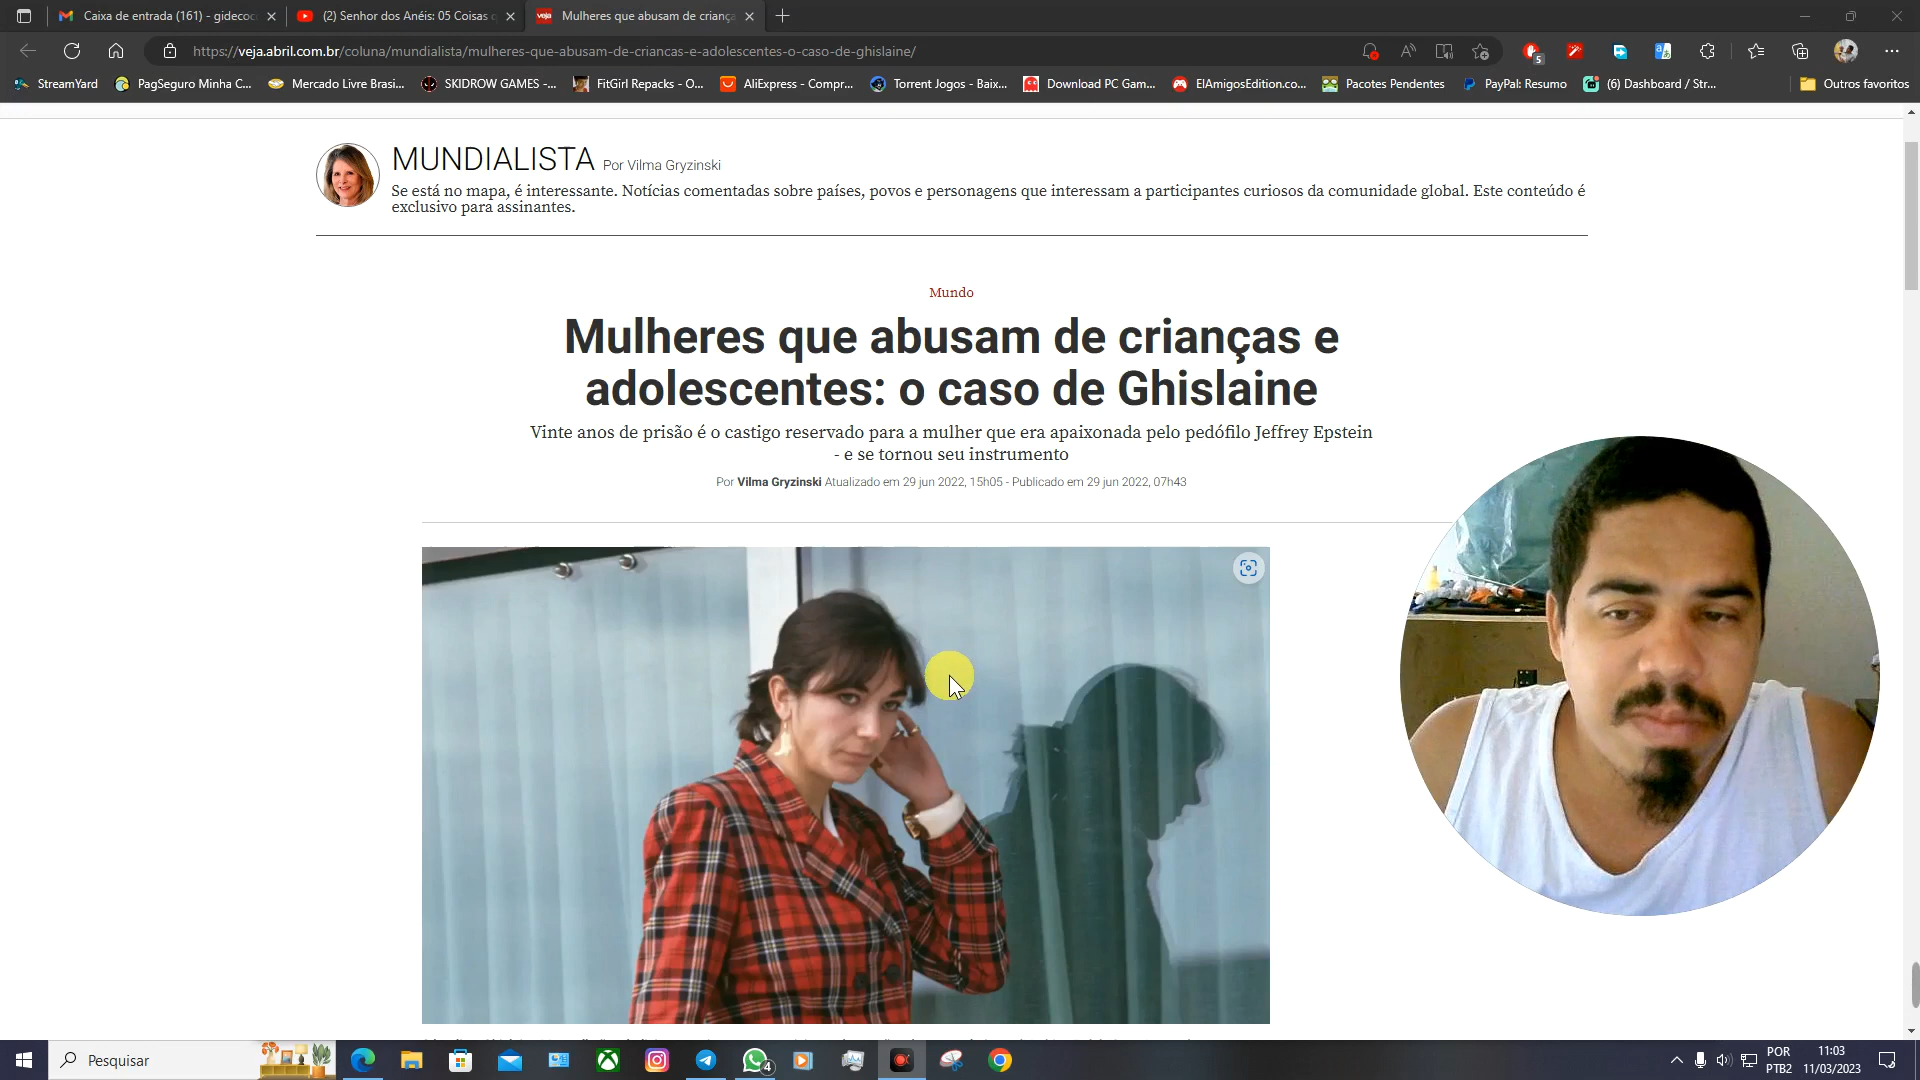 Caixa de entrada (161) - gidecoc
(2) Senhor dos Anéis: 05 Coisas q
veja
Mulheres que abusam de criança
https://veja.abril.com.br/coluna/mundialista/mulheres-que-abusam-de-criancas-e-adolescentes-o-caso-de-ghislaine/
5
StreamYard
PagSeguro Minha C...
Mercado Livre Brasi...
SKIDROW GAMES -...
FitGirl Repacks - O...
AliExpress - Compr...
Torrent Jogos - Baix...
Download PC Gam...
ElAmigosEdition.co...
Pacotes Pendentes
PayPal: Resumo
(6) Dashboard / Str...
Outros favoritos
MUNDIALISTA Por Vilma Gryzinski
Se está no mapa, é interessante. Notícias comentadas sobre países, povos e personagens que interessam a participantes curiosos da comunidade global. Este conteúdo é
exclusivo para assinantes.
Mundo
Mulheres que abusam de crianças e
adolescentes: o caso de Ghislaine
Vinte anos de prisão é o castigo reservado para a mulher que era apaixonada pelo pedófilo Jeffrey Epstein
- e se tornou seu instrumento
Por Vilma Gryzinski Atualizado em 29 jun 2022, 15h05 - Publicado em 29 jun 2022, 07h43
Pesquisar
4
POR
PTB2
11:03
11/03/2023